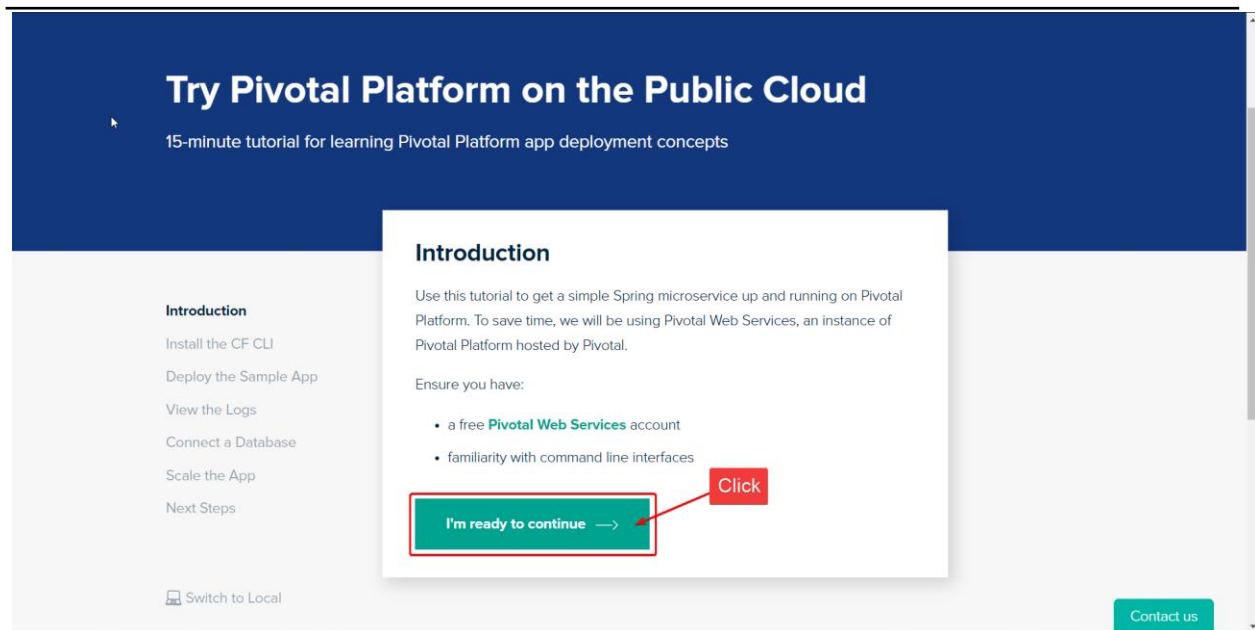 Try Pivotal Platform on the Public Cloud
15-minute tutorial for learning Pivotal Platform app deployment concepts
Introduction
Install the CF CLI
Deploy the Sample App
View the Logs
Connect a Database
Scale the App
Next Steps
Switch to Local
Introduction
Use this tutorial to get a simple Spring microservice up and running on Pivotal
Platform. To save time, we will be using Pivotal Web Services, an instance of
Pivotal Platform hosted by Pivotal.
Ensure you have:
• a free Pivotal Web Services account
• familiarity with command line interfaces
Click
I'm ready to continue
Contact us